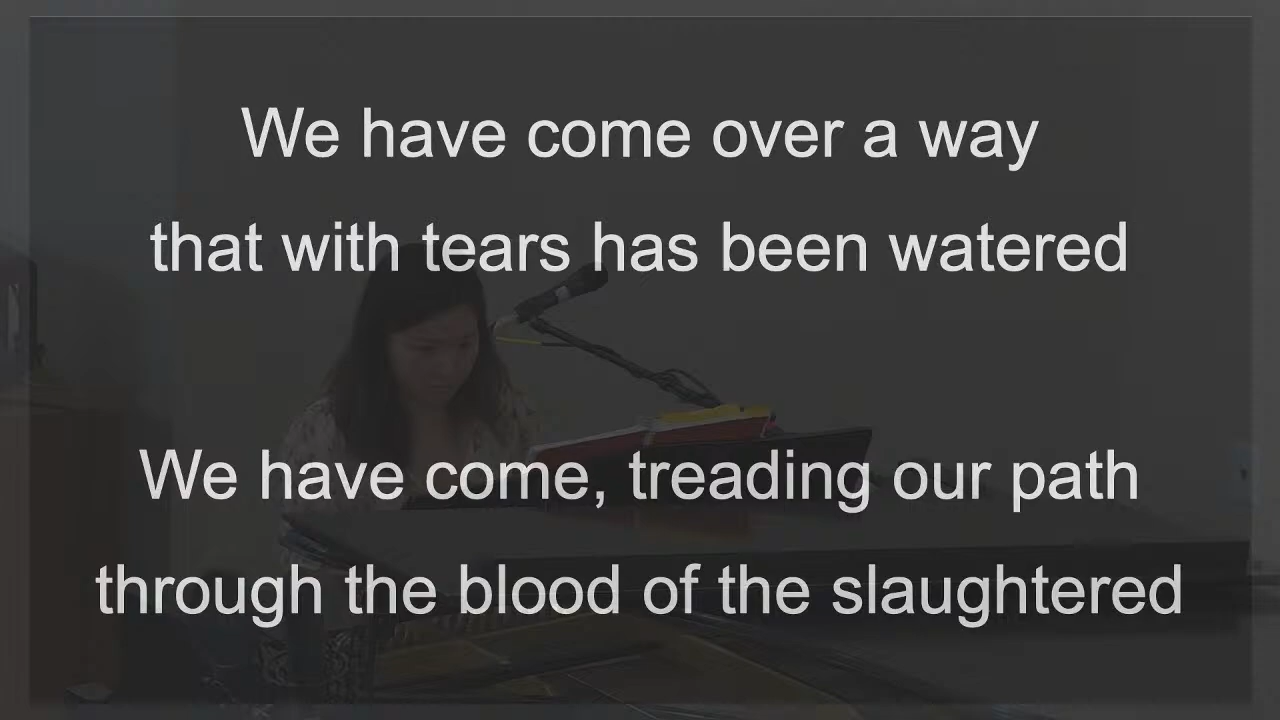 We have come over a way
that with tears has been watered
We have come, treading our path
through the blood of the slaughtered